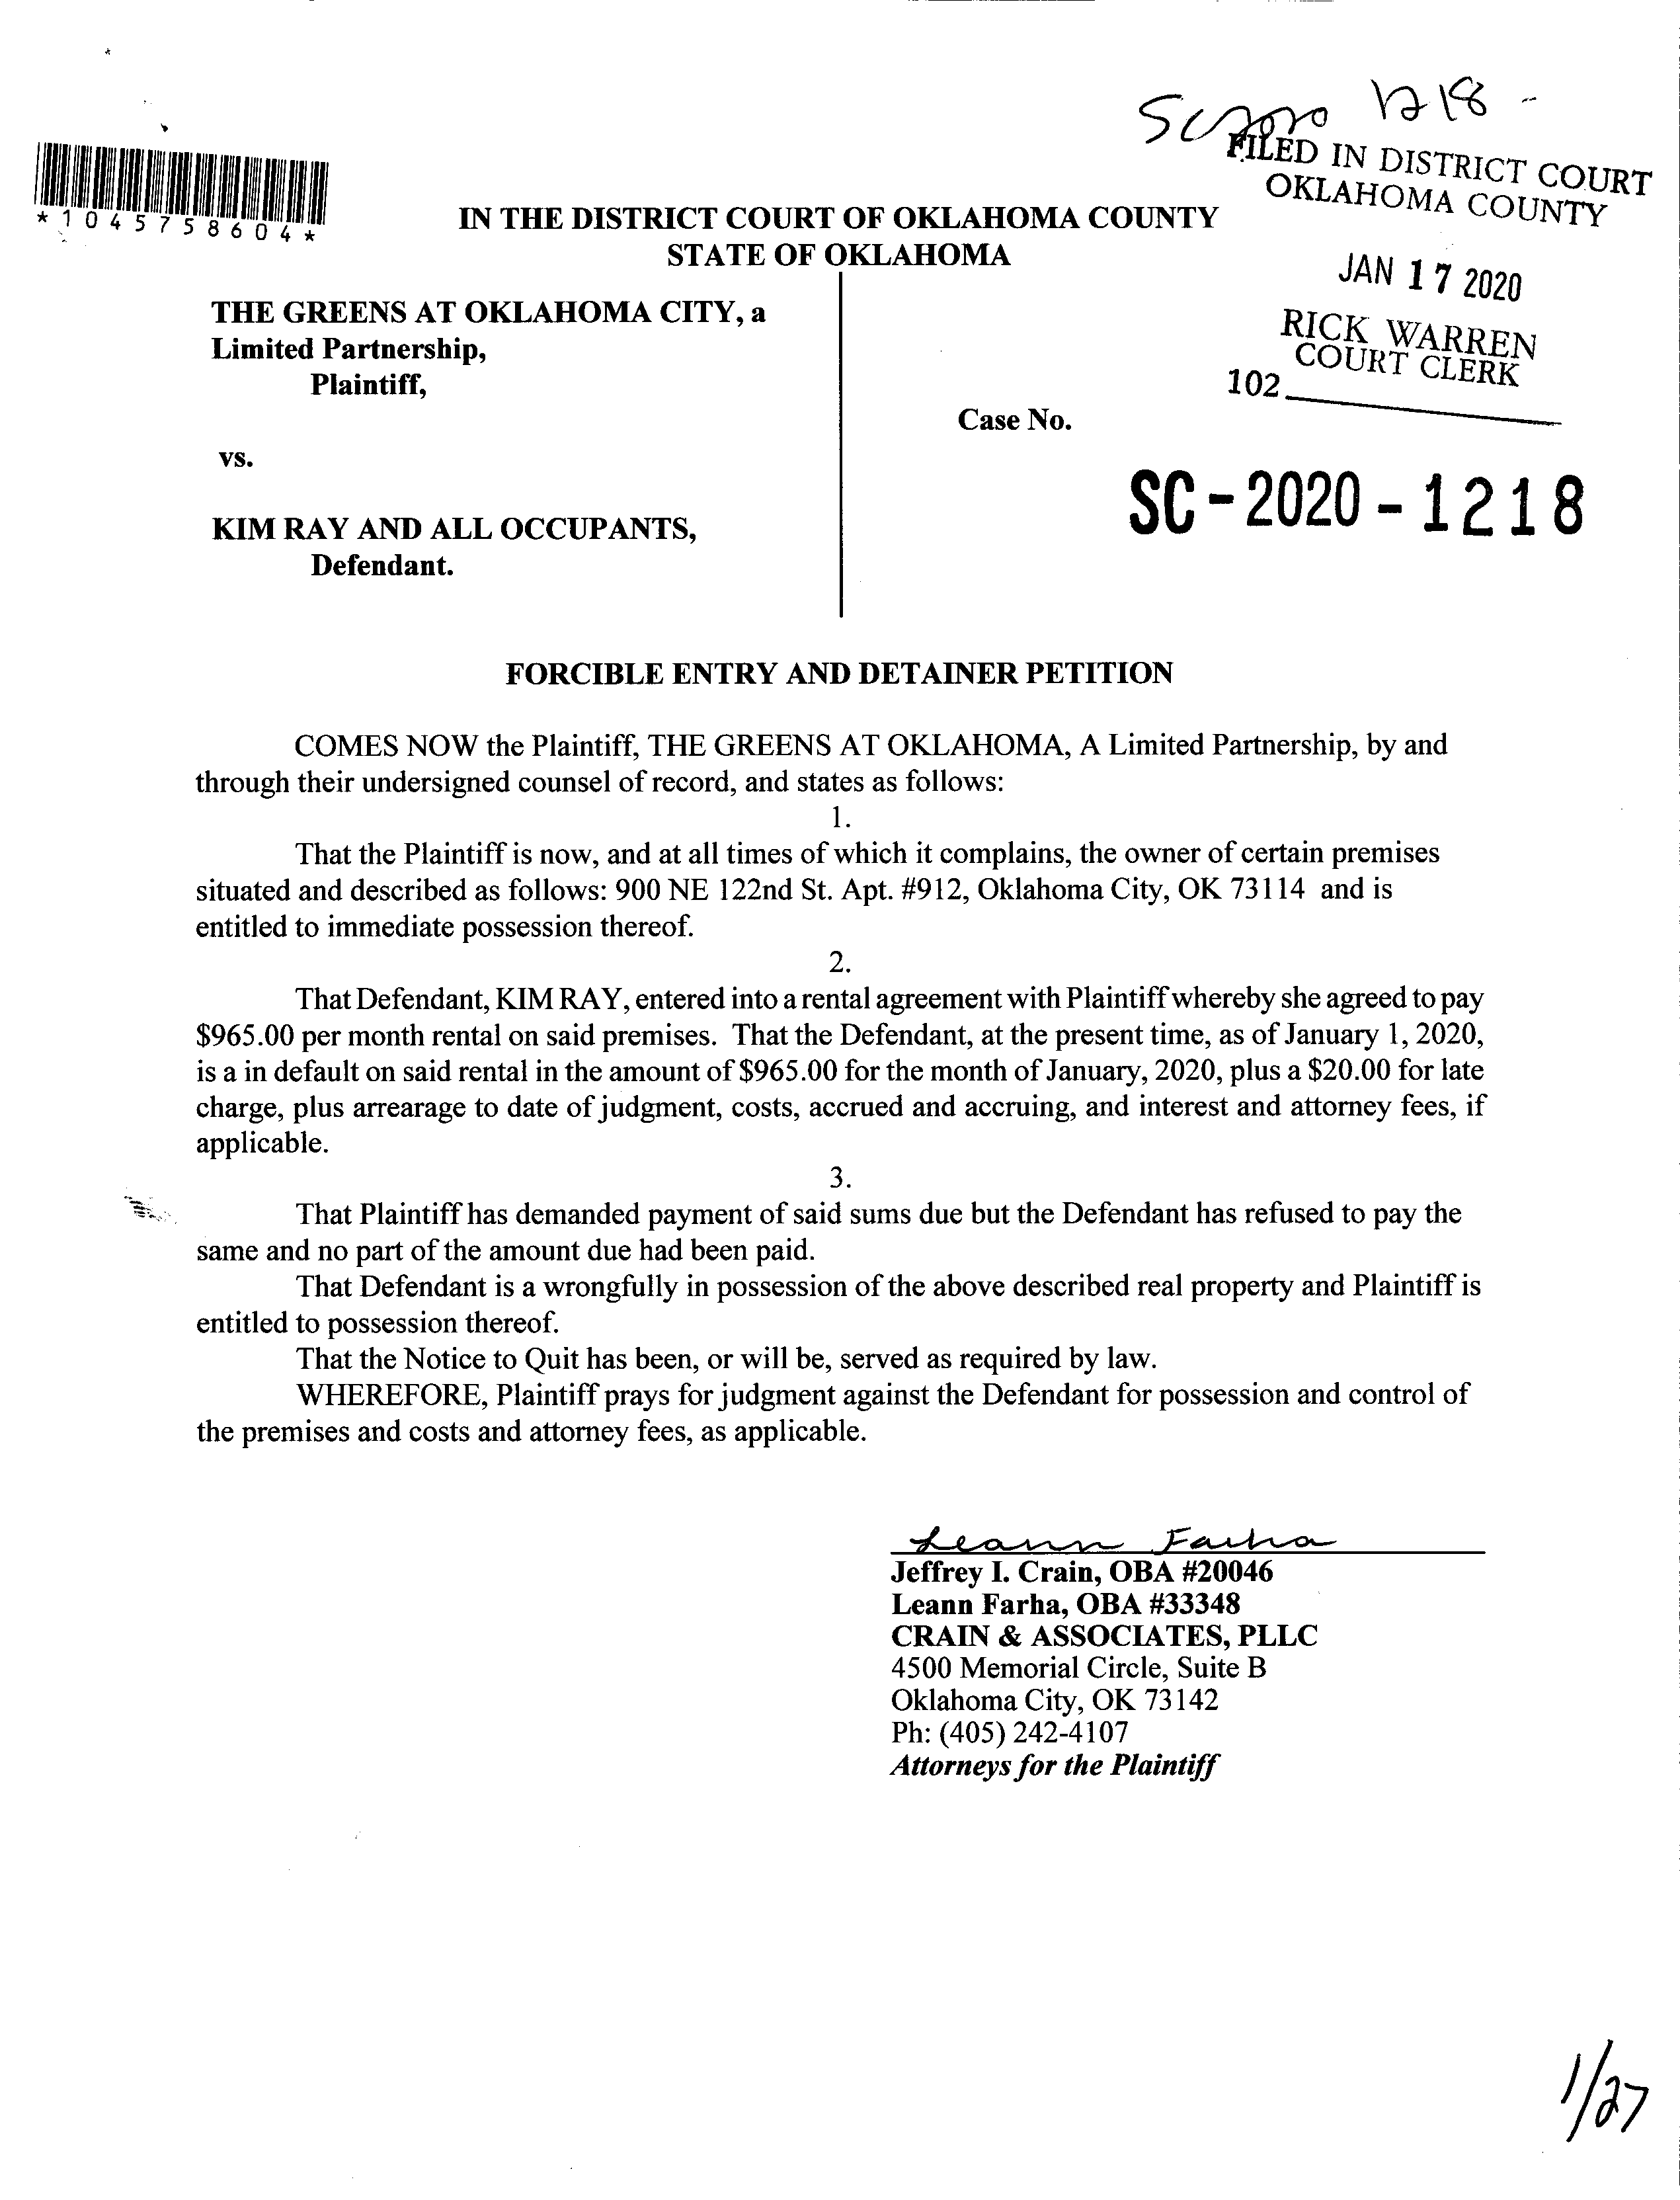 SC2020 1218 -
FILED IN DISTRICT COURT
OKLAHOMA COUNTY
*1045758604*
IN THE DISTRICT COURT OF OKLAHOMA COUNTY
STATE OF OKLAHOMA
JAN 17 2020
RICK WARREN
COURT CLERK
102
THE GREENS AT OKLAHOMA CITY, a
Limited Partnership,
Plaintiff,
Case No.
vs.
SC-2020-1218
KIM RAY AND ALL OCCUPANTS,
Defendant.
FORCIBLE ENTRY AND DETAINER PETITION
COMES NOW the Plaintiff, THE GREENS AT OKLAHOMA, A Limited Partnership, by and
through their undersigned counsel of record, and states as follows:
1.
That the Plaintiff is now, and at all times of which it complains, the owner of certain premises
situated and described as follows: 900 NE 122nd St. Apt. #912, Oklahoma City, OK 73114 and is
entitled to immediate possession thereof.
2.
That Defendant, KIM RAY, entered into a rental agreement with Plaintiff whereby she agreed to pay
$965.00 per month rental on said premises. That the Defendant, at the present time, as of January 1, 2020,
is a in default on said rental in the amount of $965.00 for the month of January, 2020, plus a $20.00 for late
charge, plus arrearage to date of judgment, costs, accrued and accruing, and interest and attorney fees, if
applicable.
3.
That Plaintiff has demanded payment of said sums due but the Defendant has refused to pay the
same and no part of the amount due had been paid.
That Defendant is a wrongfully in possession of the above described real property and Plaintiff is
entitled to possession thereof.
That the Notice to Quit has been, or will be, served as required by law.
WHEREFORE, Plaintiff prays for judgment against the Defendant for possession and control of
the premises and costs and attorney fees, as applicable.
Leann Farha
Jeffrey I. Crain, OBA #20046
Leann Farha, OBA #33348
CRAIN & ASSOCIATES, PLLC
4500 Memorial Circle, Suite B
Oklahoma City, OK 73142
Ph: (405) 242-4107
Attorneys for the Plaintiff
1/27